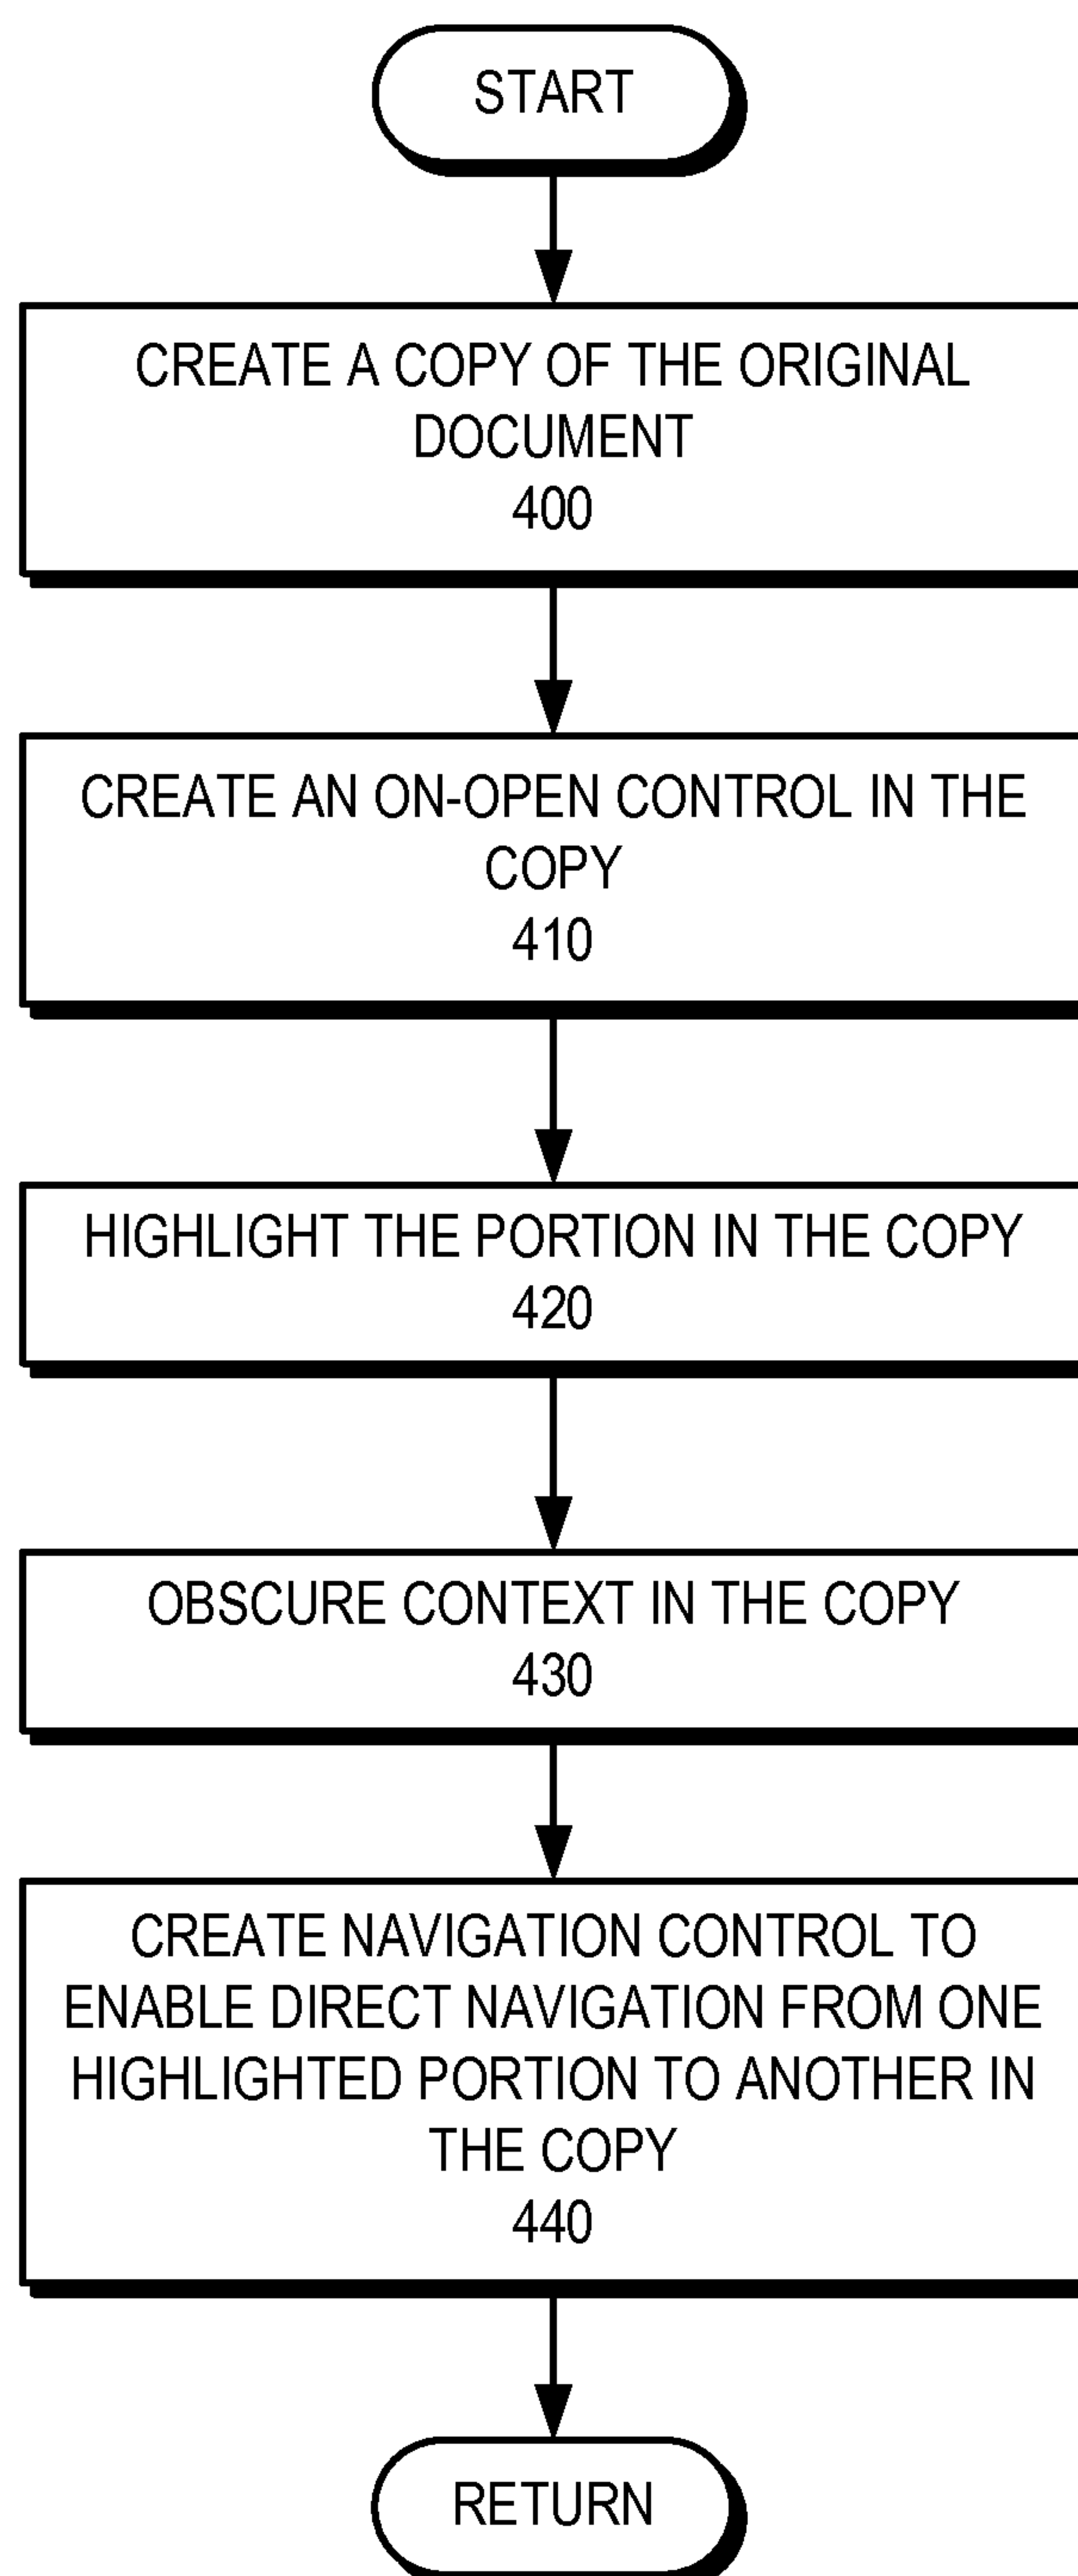 START
CREATE A COPY OF THE ORIGINAL
DOCUMENT
400
CREATE AN ON-OPEN CONTROL IN THE
COPY
410
HIGHLIGHT THE PORTION IN THE COPY
420
OBSCURE CONTEXT IN THE COPY
430
CREATE NAVIGATION CONTROL TO
ENABLE DIRECT NAVIGATION FROM ONE
HIGHLIGHTED PORTION TO ANOTHER IN
THE COPY
440
RETURN